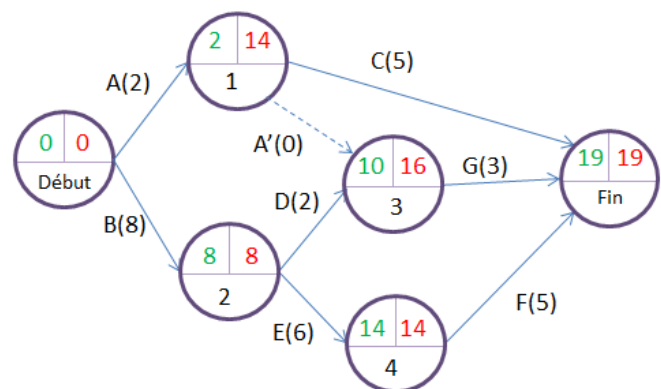 2 14
1
A(2)
C(5)
0 0
Début
A’(0)
10 16
3
G(3)
19 19
Fin
B(8)
D(2)
8 8
2
E(6)
14 14
4
F(5)